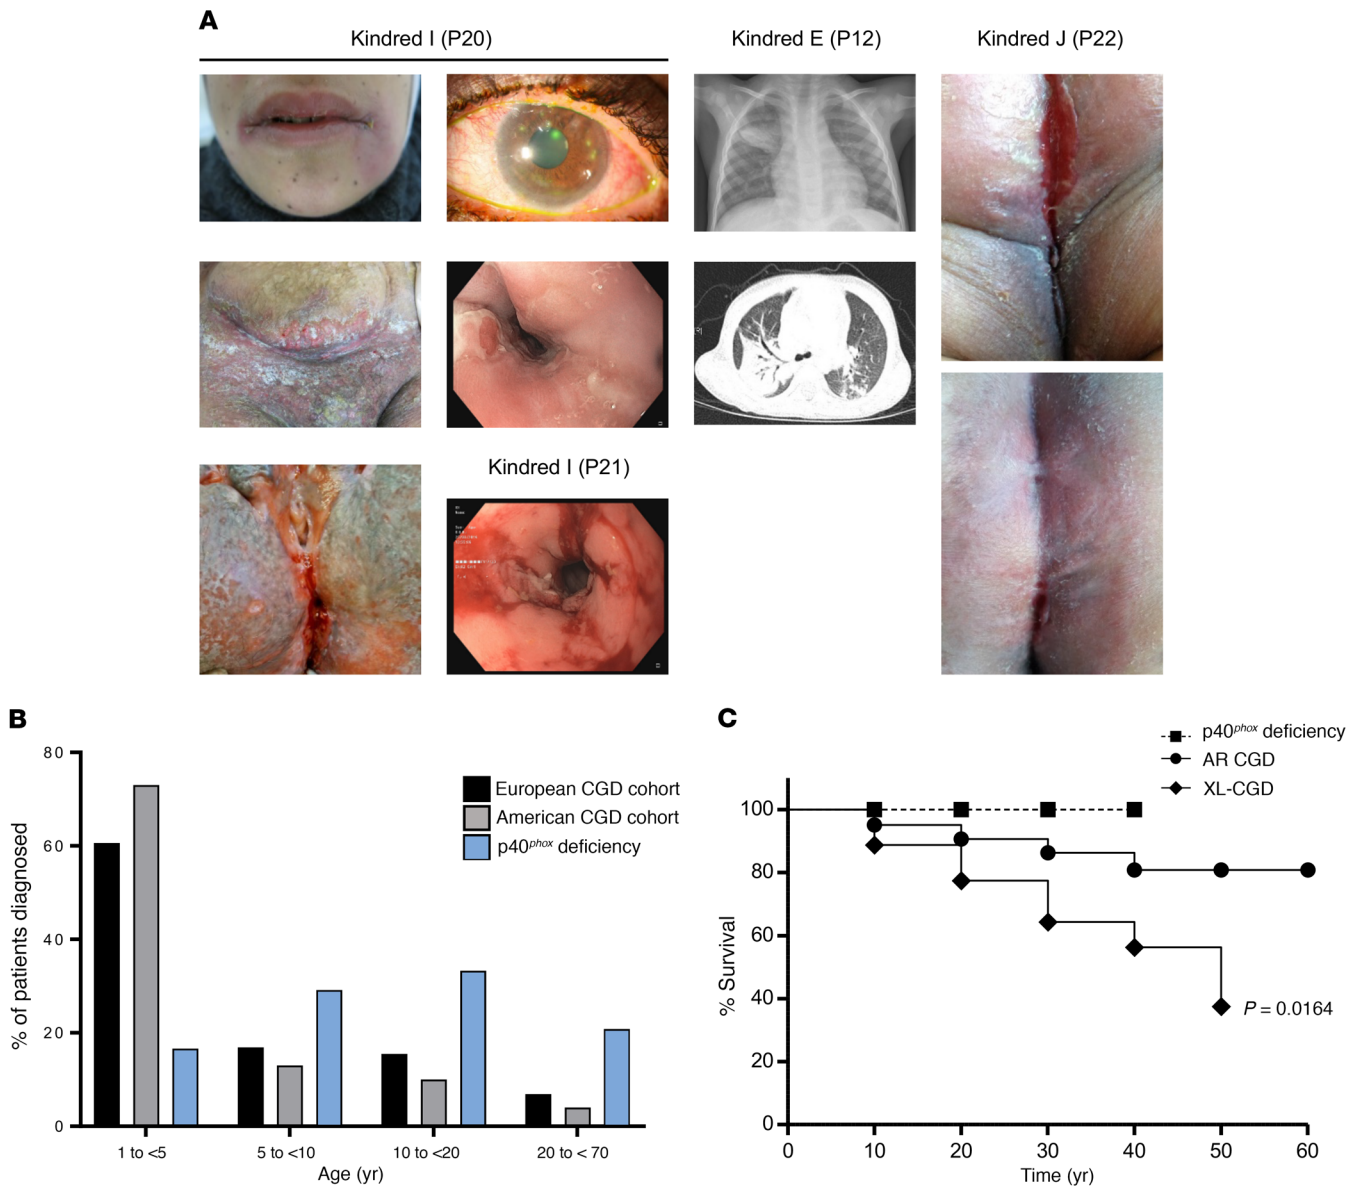 A
Kindred I (P20)
Kindred E (P12)
Kindred J (P22)
Kindred I (P21)
B
% of patients diagnosed
80
60
40
20
0
European CGD cohort
American CGD cohort
p40phox deficiency
1 to <5
5 to <10
10 to <20
20 to < 70
Age (yr)
C
p40phox deficiency
AR CGD
XL-CGD
% Survival
100
80
60
40
20
0
P = 0.0164
0
10
20
30
40
50
60
Time (yr)